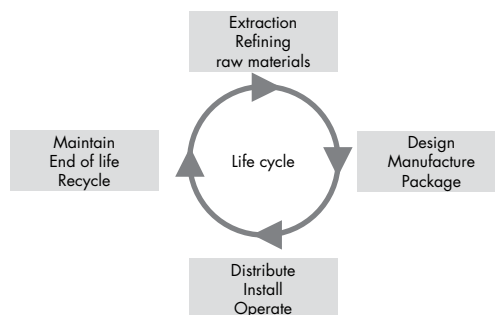 Extraction
Refining
raw materials
Maintain
End of life
Recycle
Life cycle
Design
Manufacture
Package
Distribute
Install
Operate